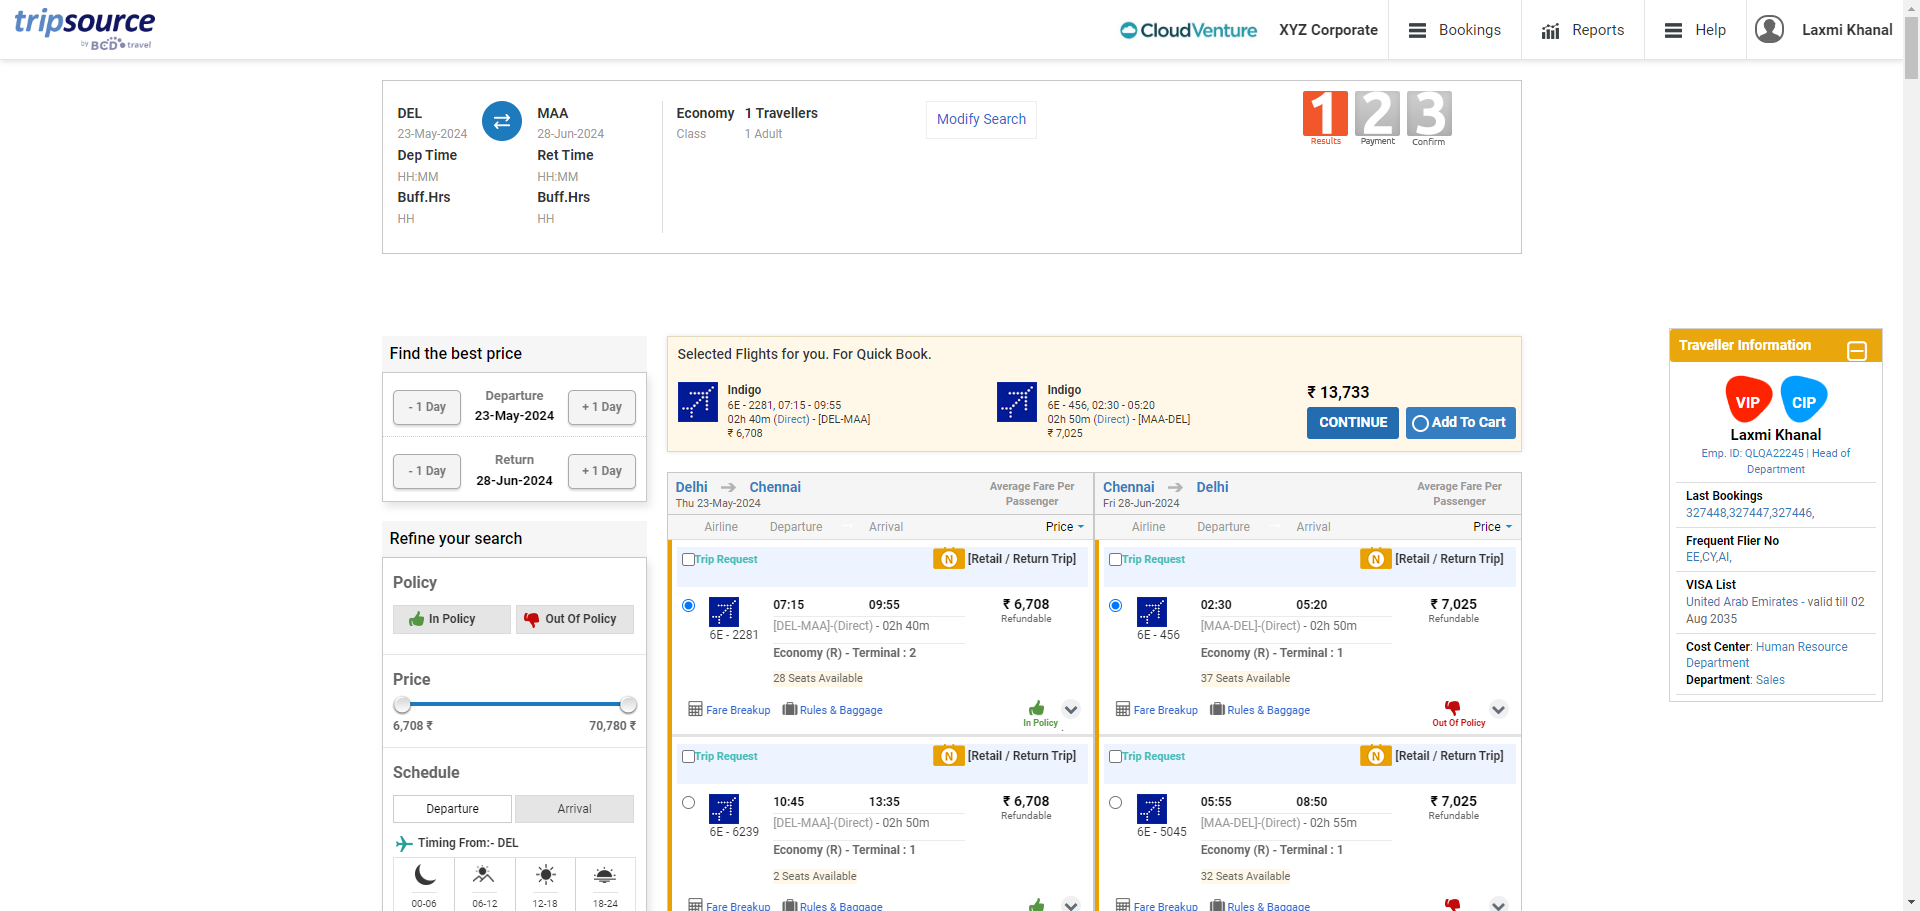 tripsource
by BCD travel
CloudVenture
XYZ Corporate
Bookings
Reports
Help
Laxmi Khanal
DEL
23-May-2024
Dep Time
HH:MM
Buff.Hrs
HH
MAA
28-Jun-2024
Ret Time
HH:MM
Buff.Hrs
HH
Economy
Class
1 Travellers
1 Adult
Modify Search
1 2 3
Results Payment Confirm
Find the best price
- 1 Day
Departure
23-May-2024
+ 1 Day
- 1 Day
Return
28-Jun-2024
+ 1 Day
Refine your search
Policy
In Policy
Out Of Policy
Price
6,708 ₹ 70,780 ₹
Schedule
Departure
Arrival
Timing From:- DEL
00-06 06-12 12-18 18-24
Selected Flights for you. For Quick Book.
Indigo
6E - 2281, 07:15 - 09:55
02h 40m (Direct) - [DEL-MAA]
₹ 6,708
Indigo
6E - 456, 02:30 - 05:20
02h 50m (Direct) - [MAA-DEL]
₹ 7,025
₹ 13,733
CONTINUE
Add To Cart
Delhi Chennai
Thu 23-May-2024
Average Fare Per
Passenger
Airline Departure Arrival Price
Trip Request
N [Retail / Return Trip]
07:15 09:55 ₹ 6,708
[DEL-MAA]-(Direct) - 02h 40m Refundable
6E - 2281
Economy (R) - Terminal : 2
28 Seats Available
Fare Breakup Rules & Baggage
In Policy
Trip Request
N [Retail / Return Trip]
10:45 13:35 ₹ 6,708
[DEL-MAA]-(Direct) - 02h 50m Refundable
6E - 6239
Economy (R) - Terminal : 1
2 Seats Available
Fare Breakup Rules & Baggage
Chennai Delhi
Fri 28-Jun-2024
Average Fare Per
Passenger
Airline Departure Arrival Price
Trip Request
N [Retail / Return Trip]
02:30 05:20 ₹ 7,025
[MAA-DEL]-(Direct) - 02h 50m Refundable
6E - 456
Economy (R) - Terminal : 1
37 Seats Available
Fare Breakup Rules & Baggage
Out Of Policy
Trip Request
N [Retail / Return Trip]
05:55 08:50 ₹ 7,025
[MAA-DEL]-(Direct) - 02h 55m Refundable
6E - 5045
Economy (R) - Terminal : 1
32 Seats Available
Fare Breakup Rules & Baggage
Traveller Information
VIP CIP
Laxmi Khanal
Emp. ID: QLQA22245 | Head of
Department
Last Bookings
327448,327447,327446,
Frequent Flier No
EE,CY,AI,
VISA List
United Arab Emirates - valid till 02
Aug 2035
Cost Center: Human Resource
Department
Department: Sales